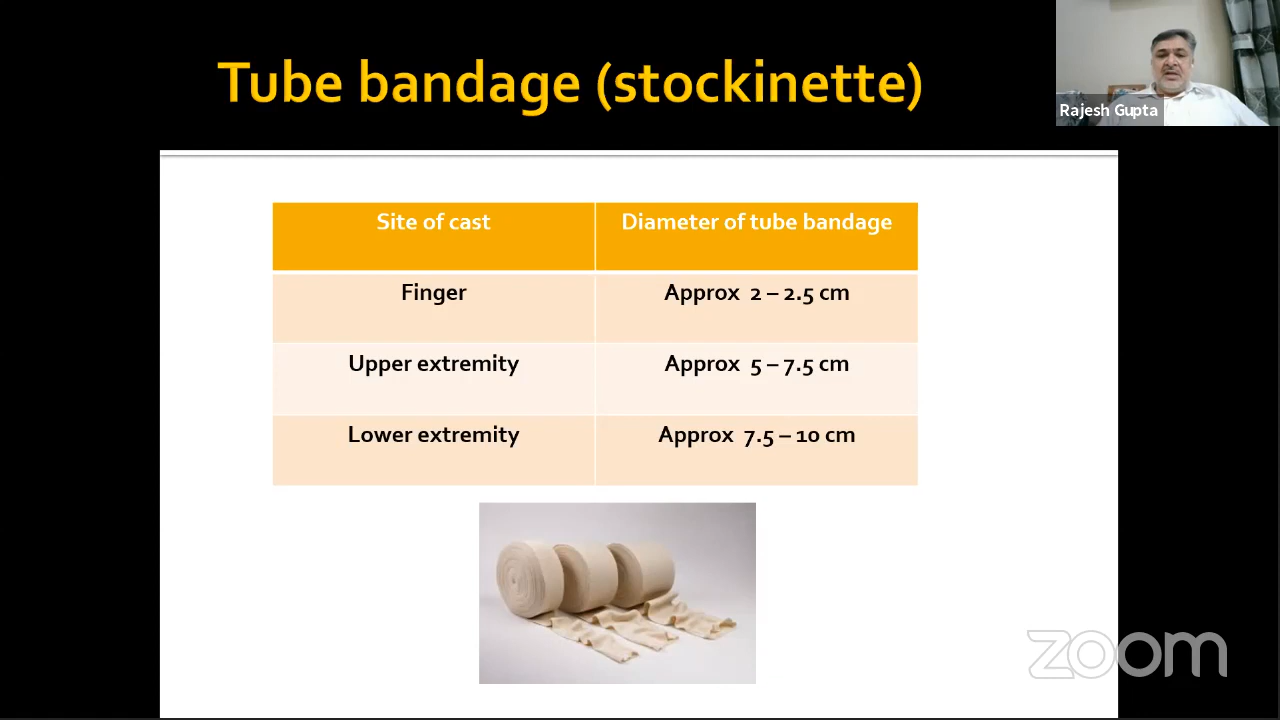 Tube bandage (stockinette)
Rajesh Gupta
Site of cast
Diameter of tube bandage
Finger
Approx 2 – 2.5 cm
Upper extremity
Approx 5 – 7.5 cm
Lower extremity
Approx 7.5 – 10 cm
zoom